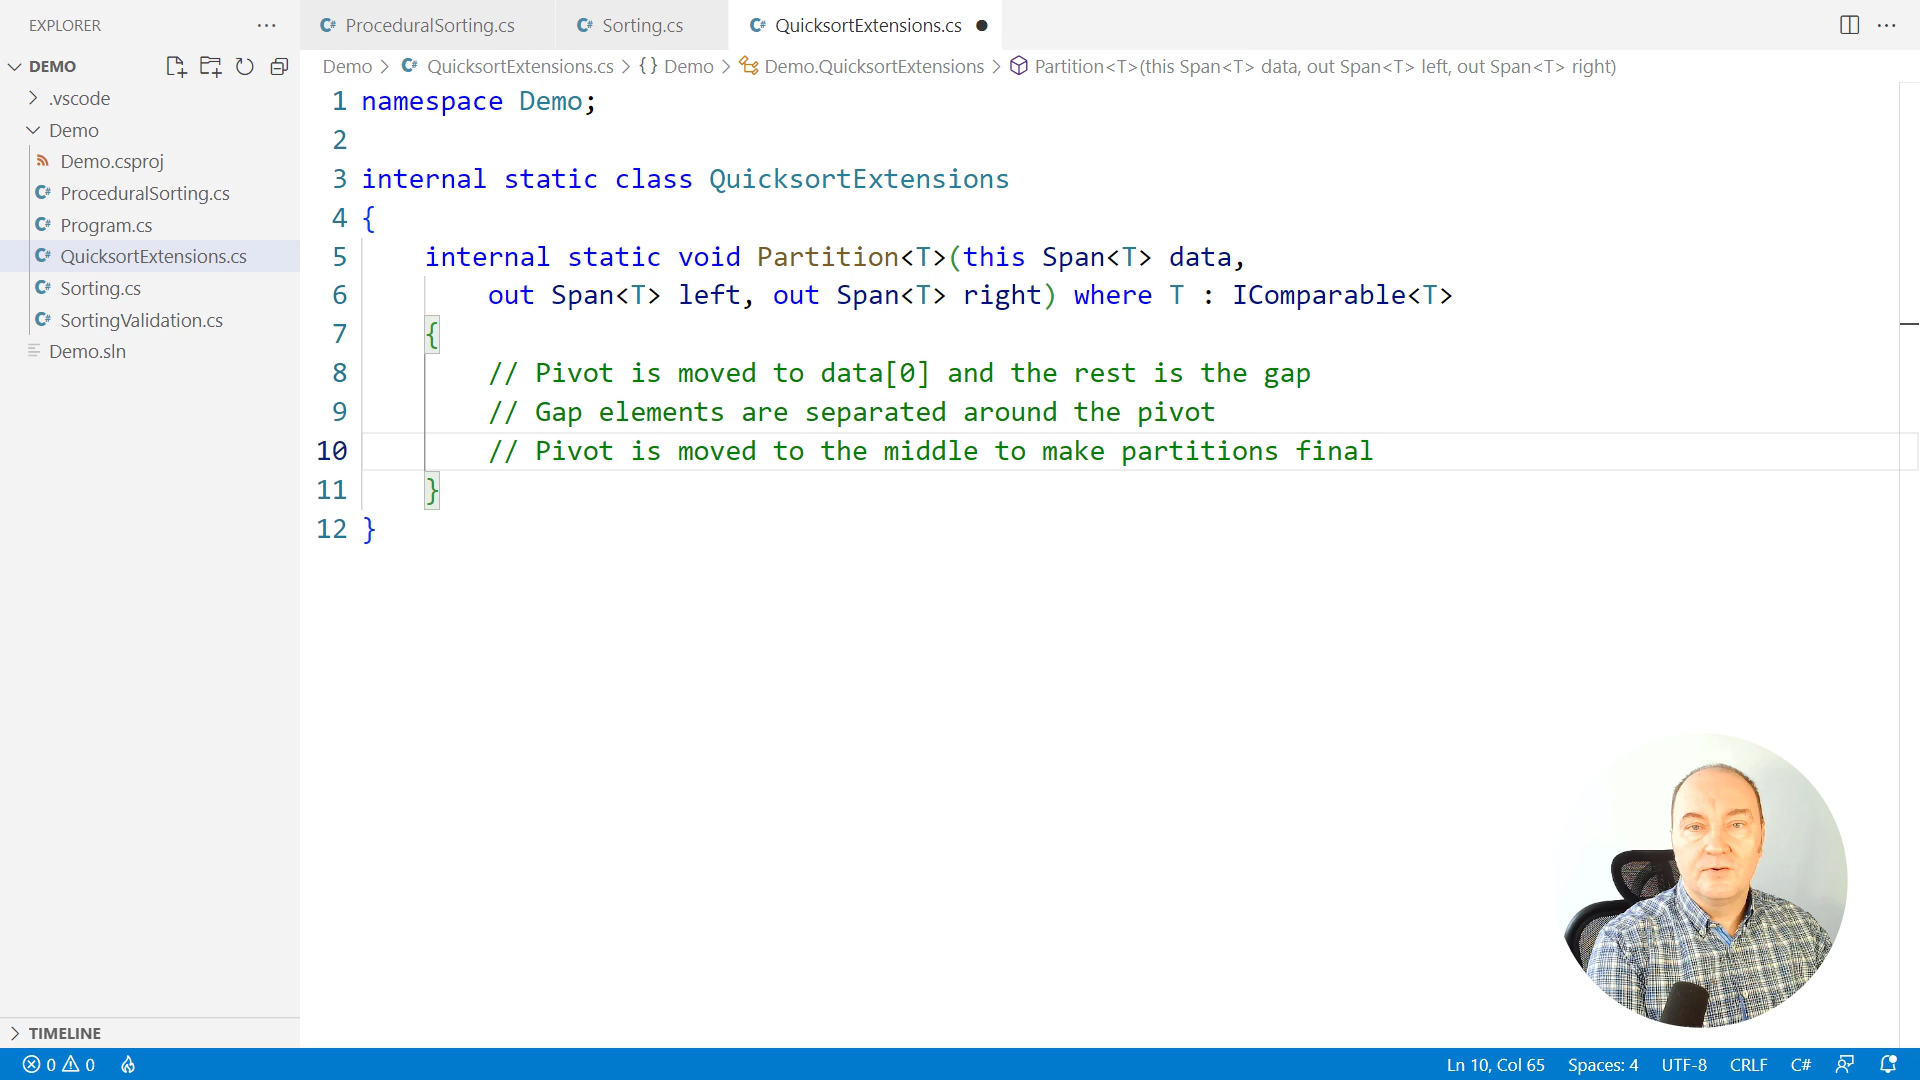 EXPLORER
DEMO
.vscode
Demo
Demo.csproj
ProceduralSorting.cs
Program.cs
QuicksortExtensions.cs
Sorting.cs
SortingValidation.cs
Demo.sln
TIMELINE
C# ProceduralSorting.cs C# Sorting.cs C# QuicksortExtensions.cs
Demo > C# QuicksortExtensions.cs > {} Demo > Demo.QuicksortExtensions > Partition<T>(this Span<T> data, out Span<T> left, out Span<T> right)
1 namespace Demo;
2
3 internal static class QuicksortExtensions
4 {
5 internal static void Partition<T>(this Span<T> data,
6 out Span<T> left, out Span<T> right) where T : IComparable<T>
7 {
8 // Pivot is moved to data[0] and the rest is the gap
9 // Gap elements are separated around the pivot
10 // Pivot is moved to the middle to make partitions final
11 }
12 }
0 0 Ln 10, Col 65 Spaces: 4 UTF-8 CRLF C#